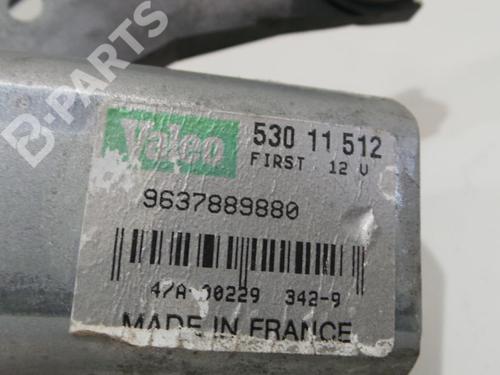 B-PARTS
Valeo 530 11 512
FIRST 12 V
9637889880
47A-00229 342-9
MADE IN FRANCE